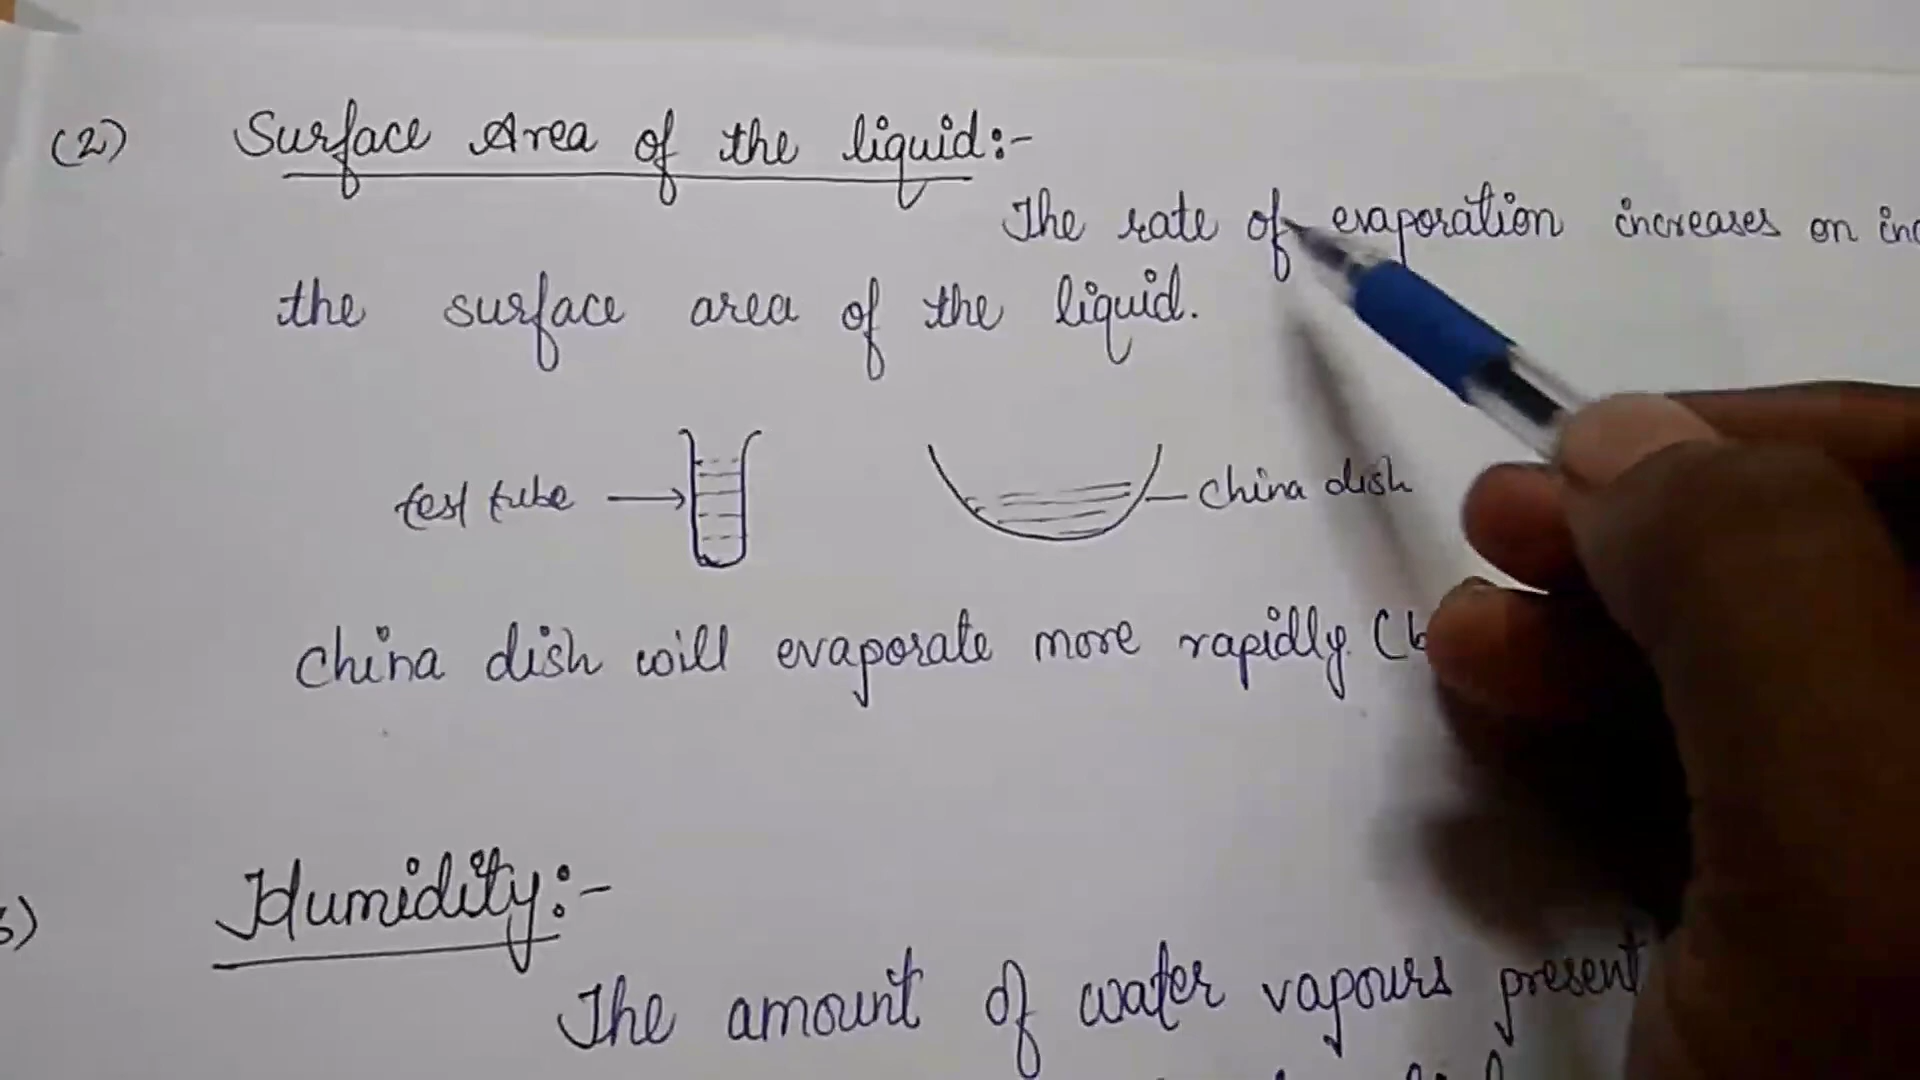 (2) Surface Area of the liquid:-
The rate of evaporation increases on inc
the surface area of the liquid.
test tube china dish
china dish will evaporate more rapidly. (b
Humidity:-
The amount of water vapours present